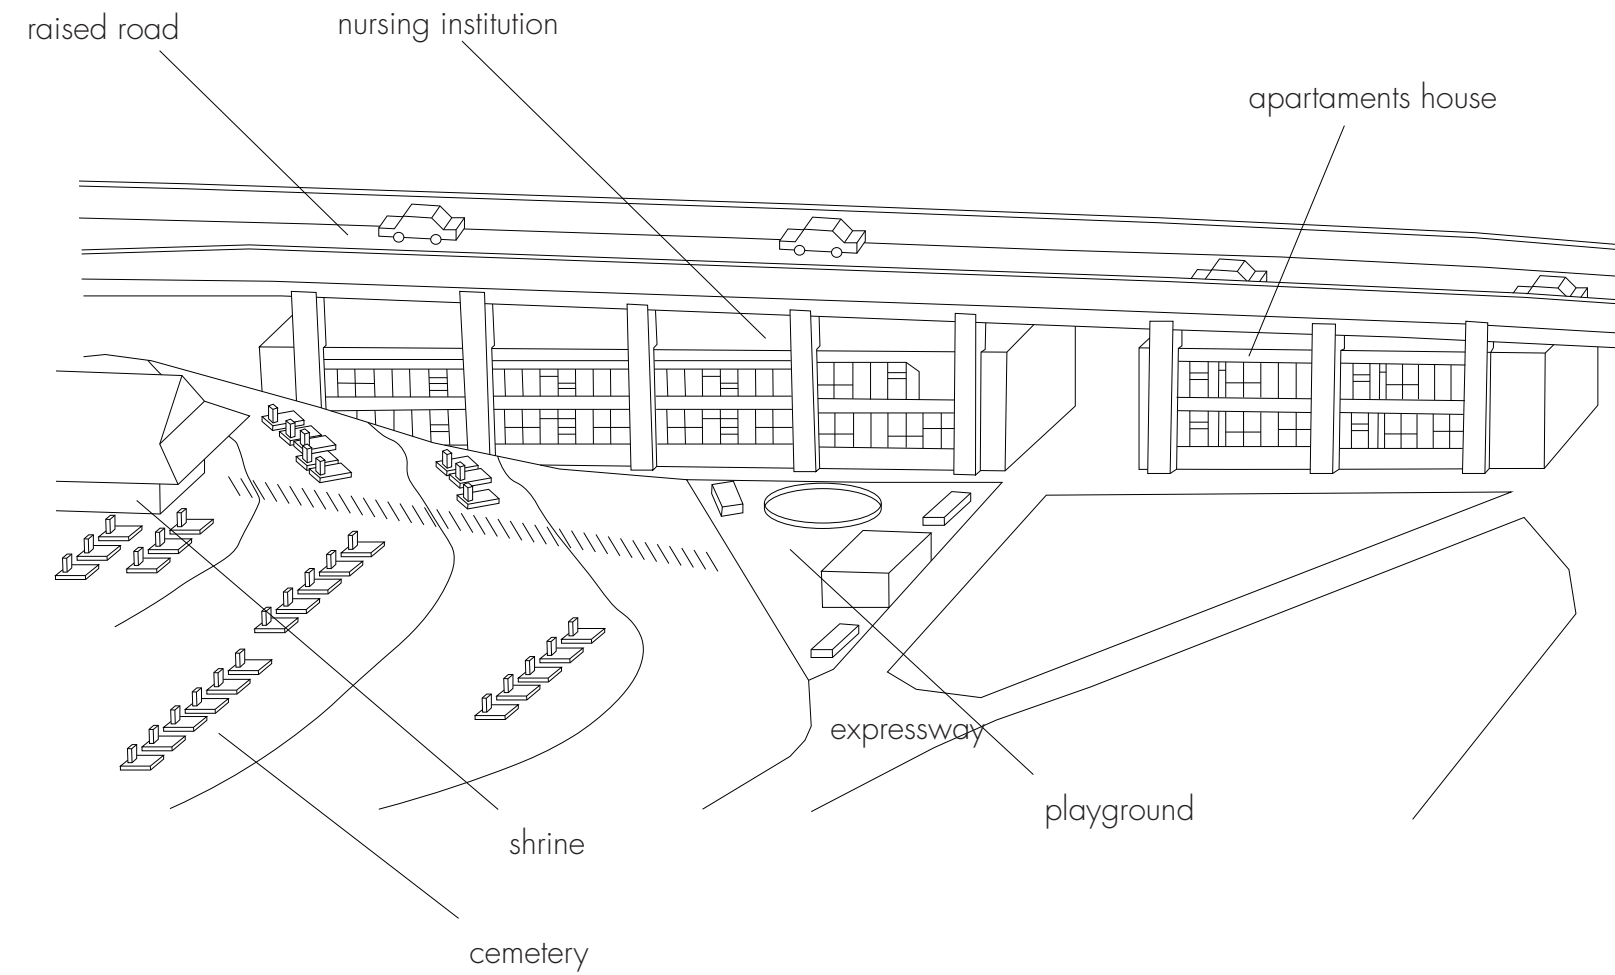 raised road
nursing institution
apartaments house
expressway
playground
shrine
cemetery